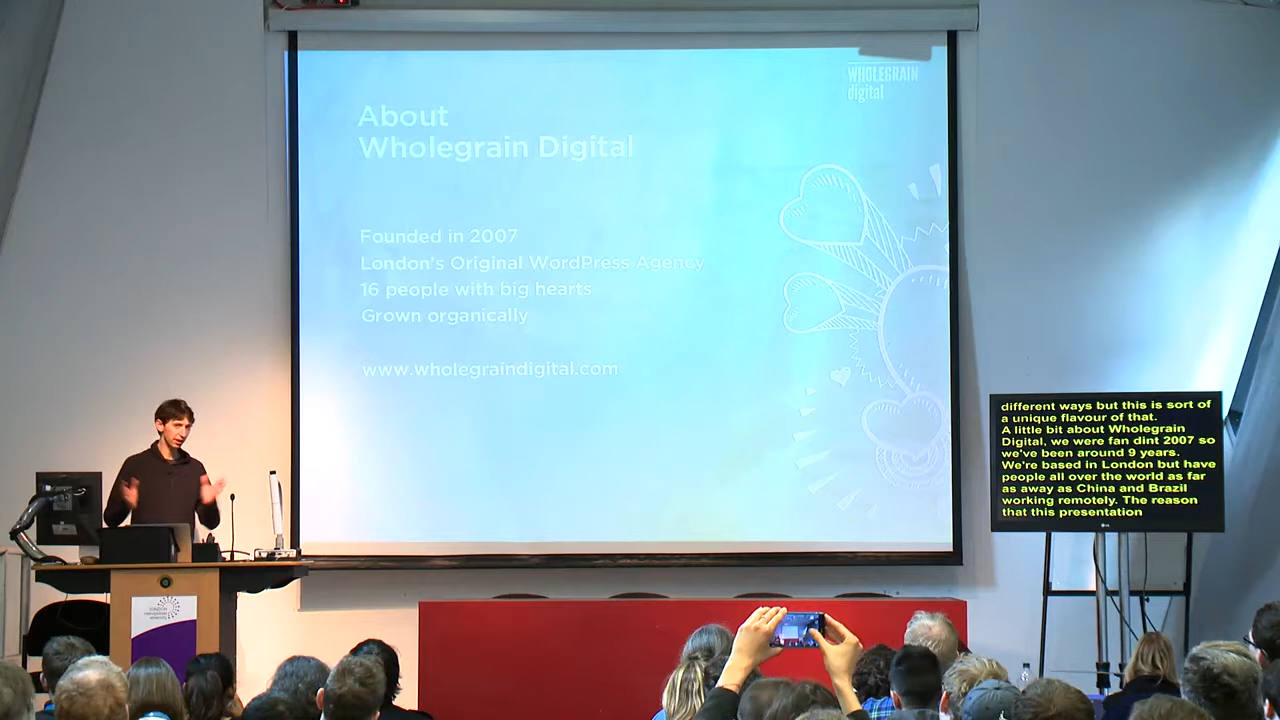 WHOLEGRAIN
digital
About
Wholegrain Digital
Founded in 2007
London's Original WordPress Agency
16 people with big hearts
Grown organically
www.wholegraindigital.com
different ways but this is sort of
a unique flavour of that.
A little bit about Wholegrain
Digital, we were fan dint 2007 so
we've been around 9 years.
We're based in London but have
people all over the world as far
as away as China and Brazil
working remotely. The reason
that this presentation